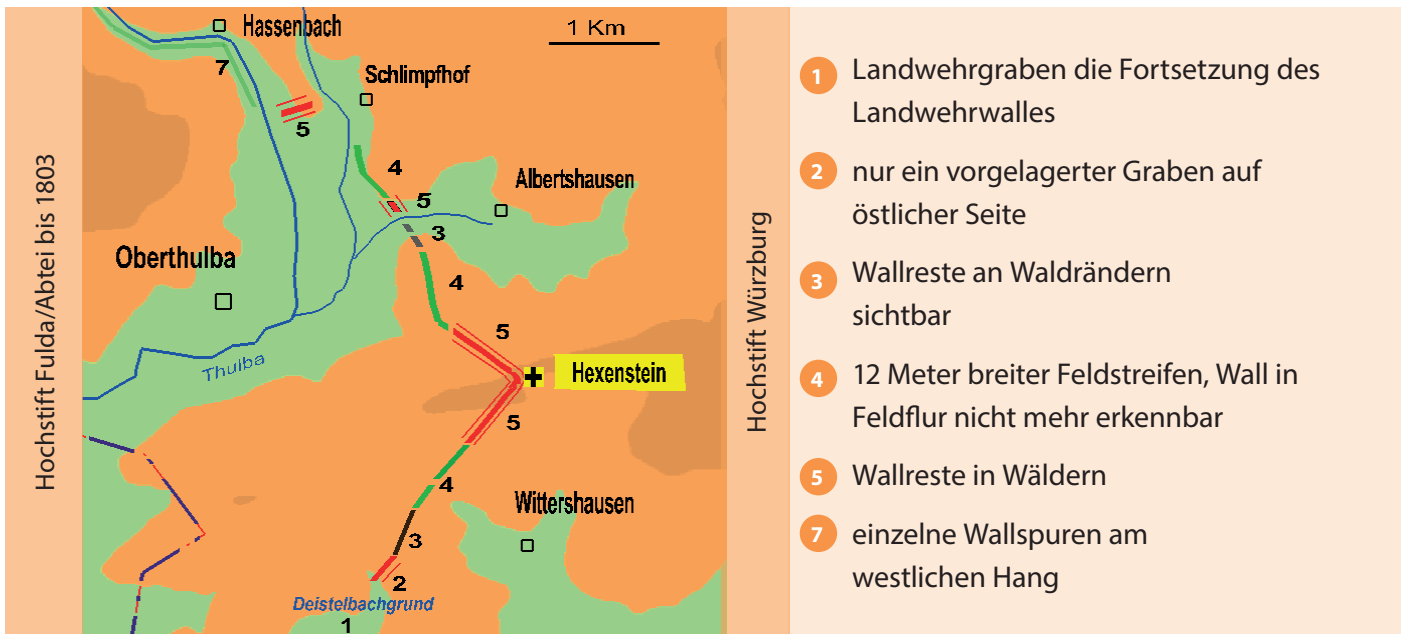 Hochstift Fulda/Abtei bis 1803
Hassenbach
1 Km
7
Schlimpfhof
5
4
5
Albertshausen
3
Oberthulba
4
5
Thulba
Hexenstein
5
4
Wittershausen
3
2
Deistelbachgrund
1
Hochstift Würzburg
1 Landwehrgraben die Fortsetzung des
Landwehrwalles
2 nur ein vorgelagerter Graben auf
östlicher Seite
3 Wallreste an Waldrändern
sichtbar
4 12 Meter breiter Feldstreifen, Wall in
Feldflur nicht mehr erkennbar
5 Wallreste in Wäldern
7 einzelne Wallspuren am
westlichen Hang